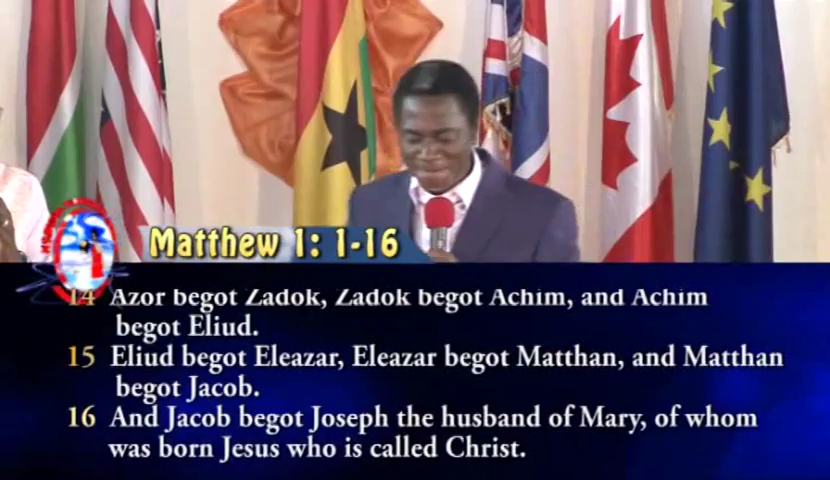 Matthew 1: 1-16
14 Azor begot Zadok, Zadok begot Achim, and Achim
begot Eliud.
15 Eliud begot Eleazar, Eleazar begot Matthan, and Matthan
begot Jacob.
16 And Jacob begot Joseph the husband of Mary, of whom
was born Jesus who is called Christ.